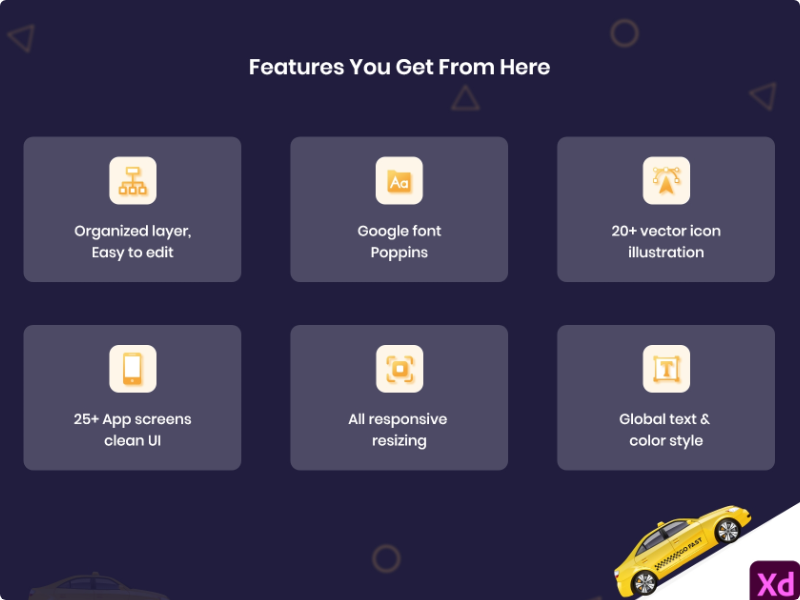 Features You Get From Here
Organized layer,
Easy to edit
Aa
Google font
Poppins
20+ vector icon
illustration
25+ App screens
clean UI
All responsive
resizing
T
Global text &
color style
GO FAST
Xd